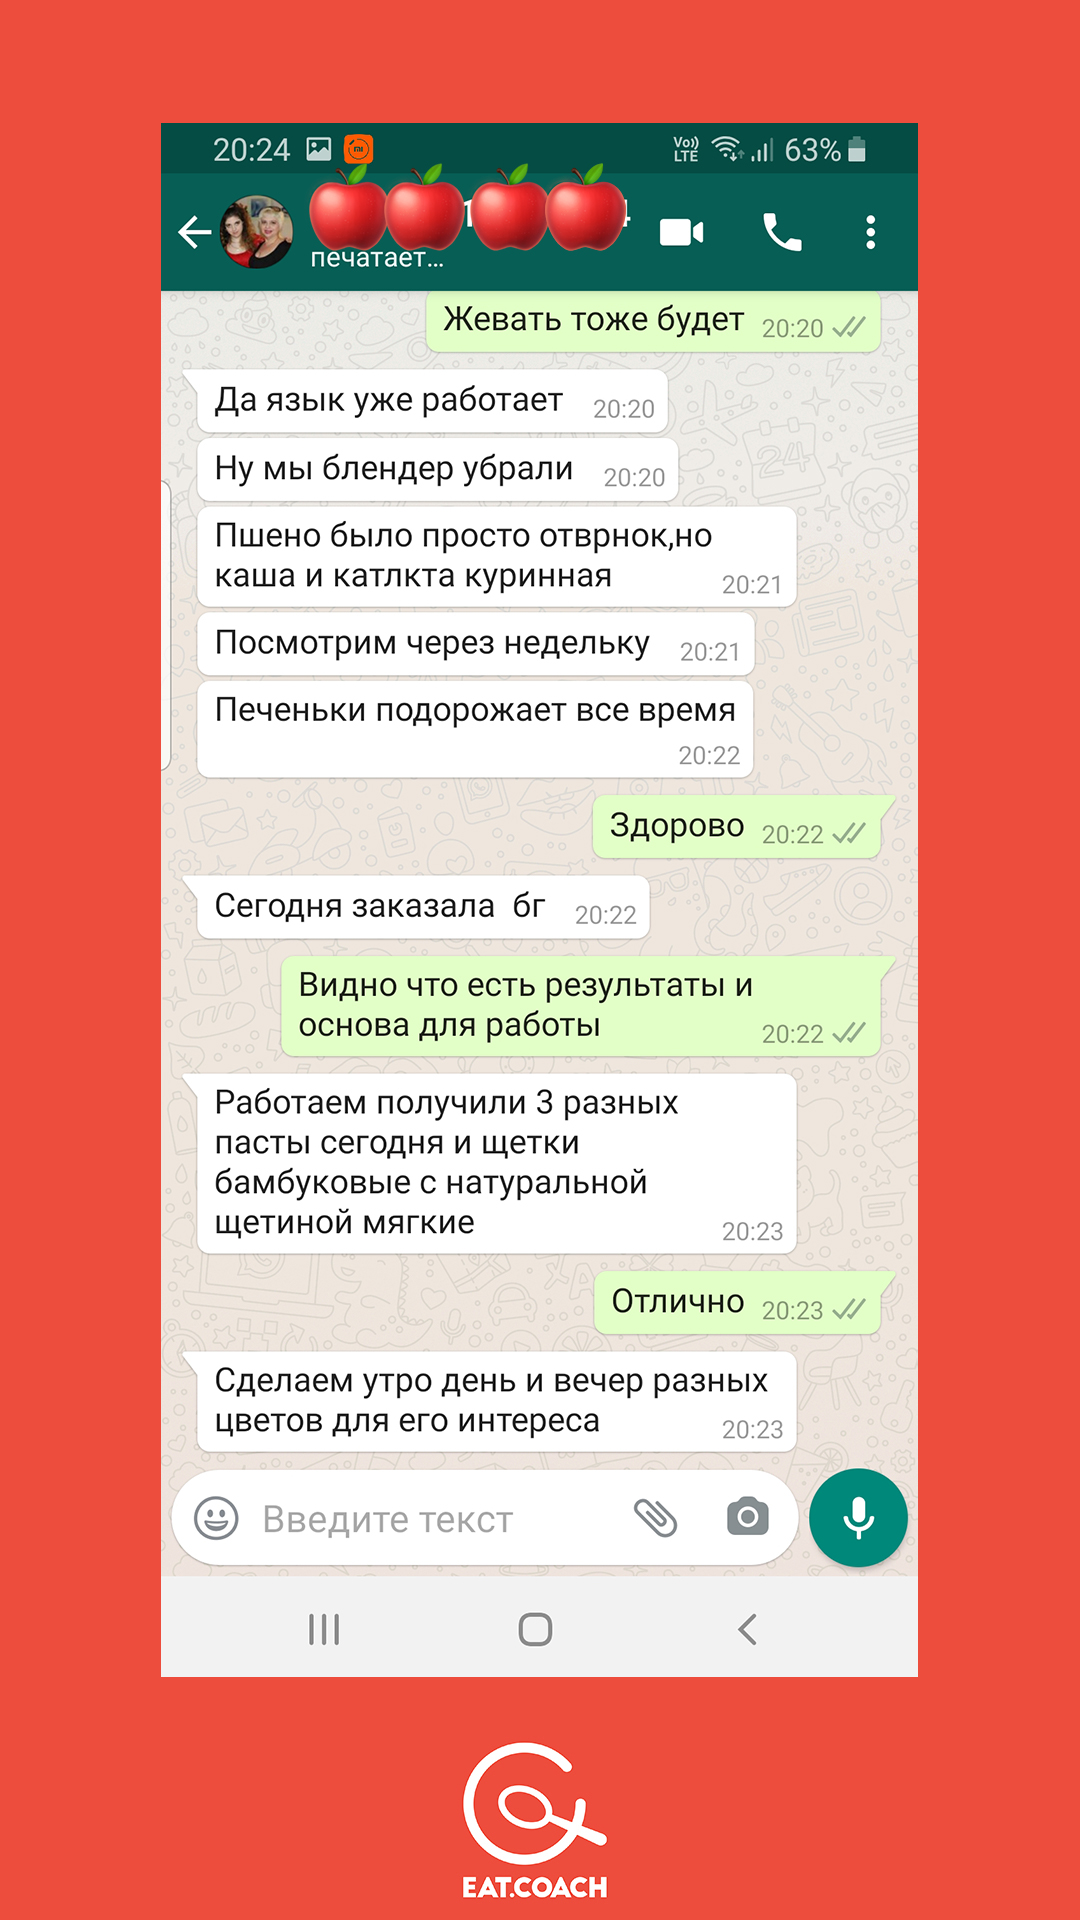 20:24
Vo))
LTE
63%
печатает...
Жевать тоже будет 20:20
Да язык уже работает 20:20
Ну мы блендер убрали 20:20
Пшено было просто отврнок,но
каша и катлкта куринная 20:21
Посмотрим через недельку 20:21
Печеньки подорожает все время
20:22
Здорово 20:22
Сегодня заказала бг 20:22
Видно что есть результаты и
основа для работы 20:22
Работаем получили 3 разных
пасты сегодня и щетки
бамбуковые с натуральной
щетиной мягкие 20:23
Отлично 20:23
Сделаем утро день и вечер разных
цветов для его интереса 20:23
Введите текст
EAT.COACH